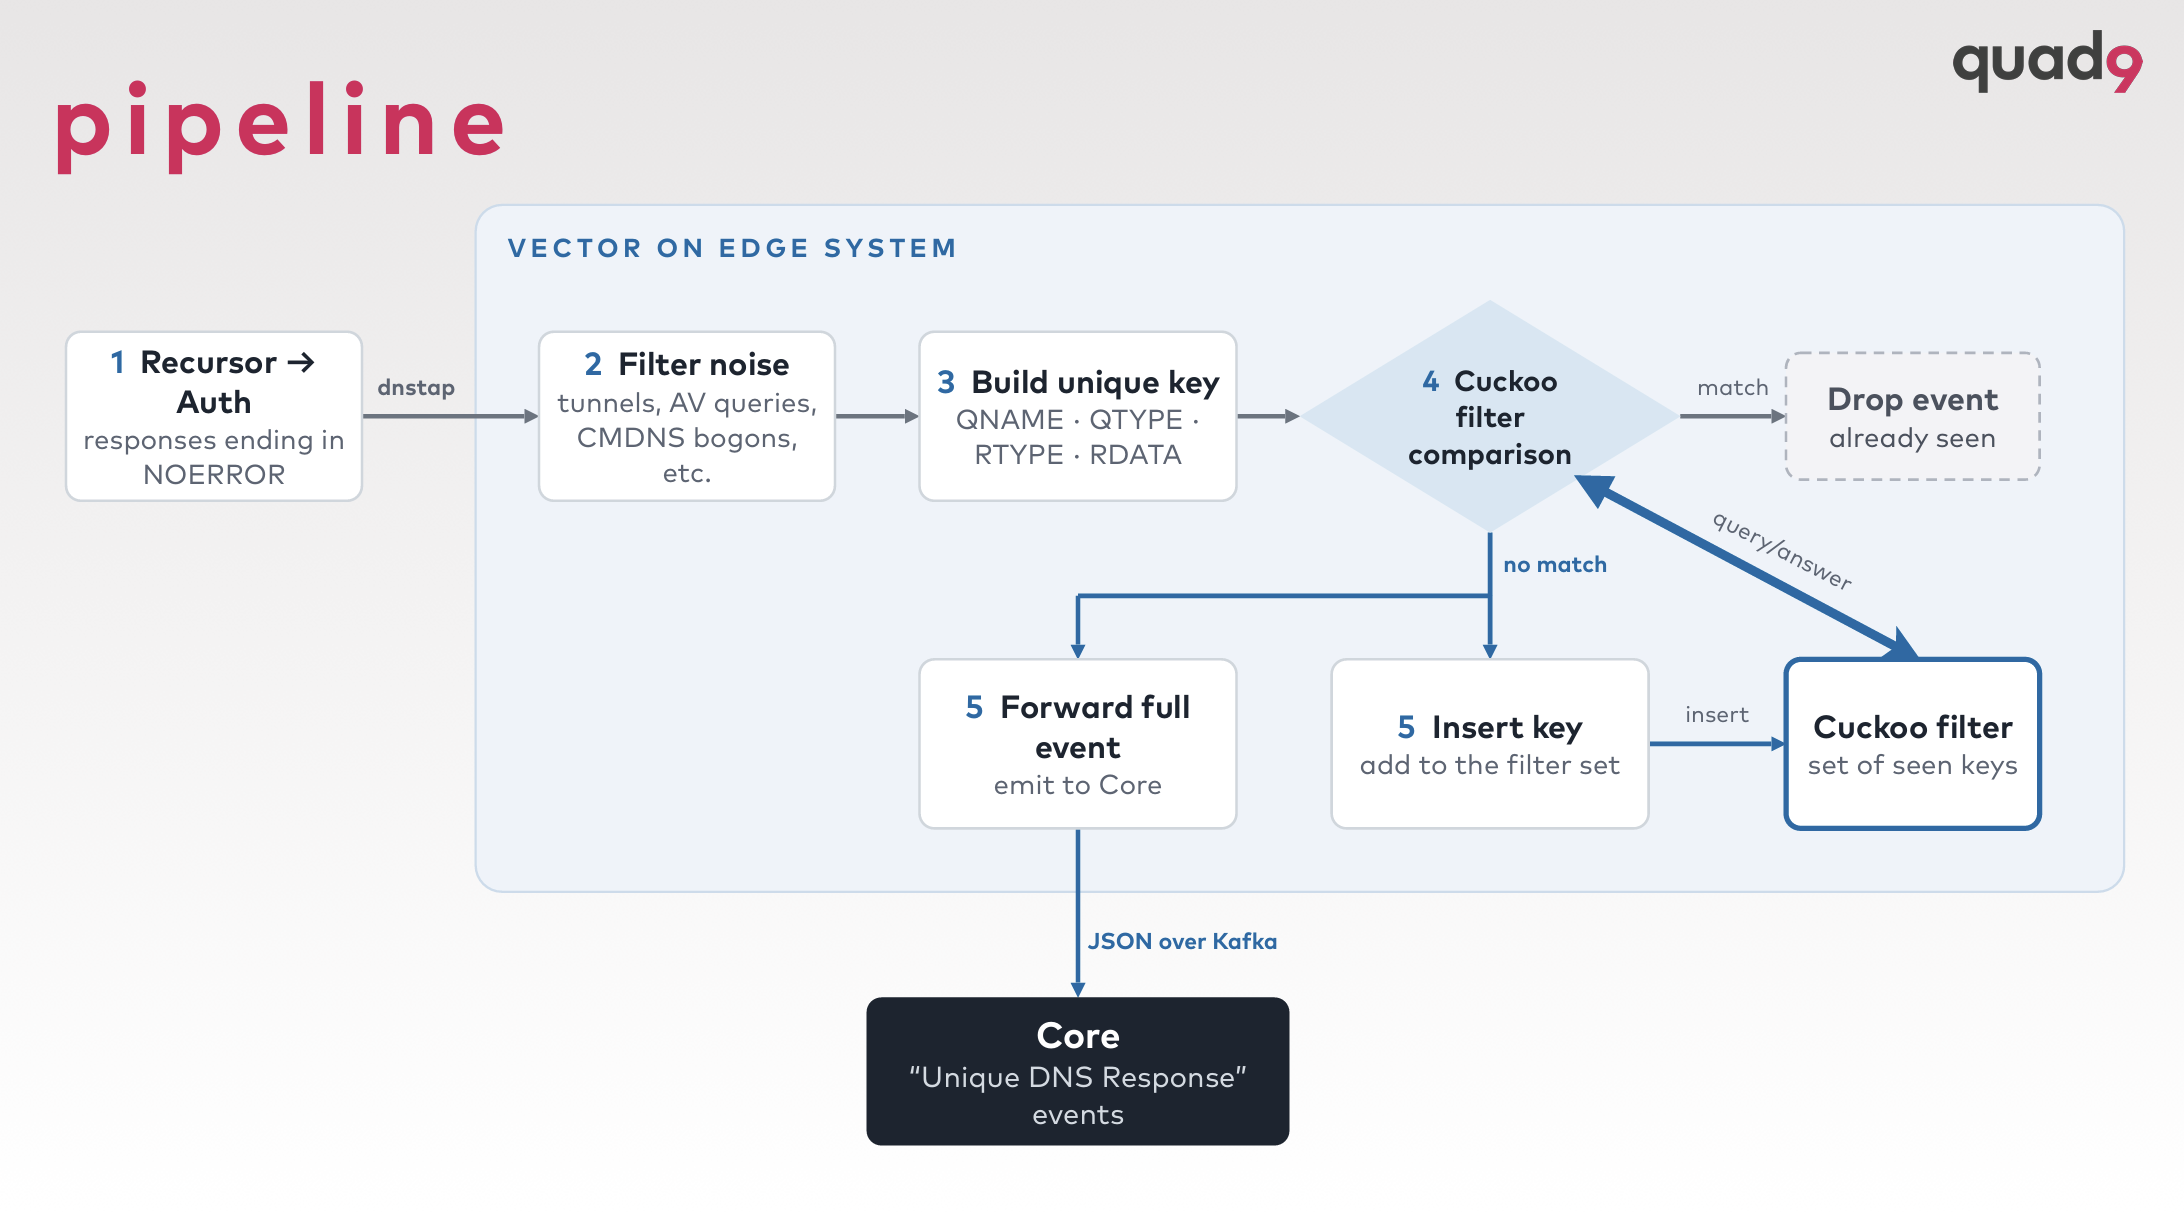 quad9
pipeline
VECTOR ON EDGE SYSTEM
1 Recursor →
Auth
responses ending in
NOERROR
dnstap
2 Filter noise
tunnels, AV queries,
CMDNS bogons,
etc.
3 Build unique key
QNAME · QTYPE ·
RTYPE · RDATA
4 Cuckoo
filter
comparison
match
Drop event
already seen
query/answer
no match
5 Forward full
event
emit to Core
5 Insert key
add to the filter set
insert
Cuckoo filter
set of seen keys
JSON over Kafka
Core
“Unique DNS Response”
events